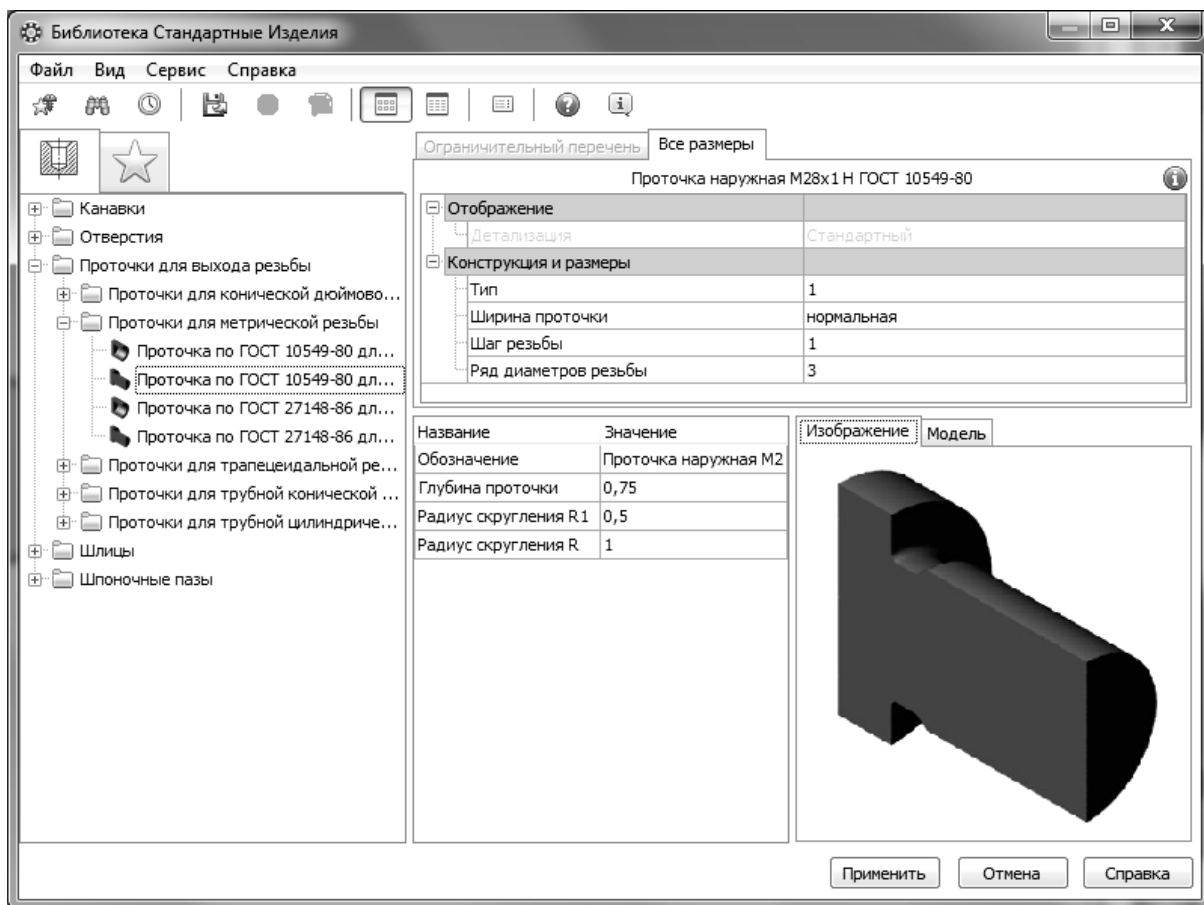 Библиотека Стандартные Изделия
Файл Вид Сервис Справка
Канавки
Отверстия
Проточки для выхода резьбы
Проточки для конической дюймово...
Проточки для метрической резьбы
Проточка по ГОСТ 10549-80 дл...
Проточка по ГОСТ 10549-80 дл...
Проточка по ГОСТ 27148-86 дл...
Проточка по ГОСТ 27148-86 дл...
Проточки для трапецеидальной ре...
Проточки для трубной конической ...
Проточки для трубной цилиндриче...
Шлицы
Шпоночные пазы
Ограничительный перечень Все размеры
Проточка наружная М28х1 Н ГОСТ 10549-80
Отображение
Детализация Стандартный
Конструкция и размеры
Тип 1
Ширина проточки нормальная
Шаг резьбы 1
Ряд диаметров резьбы 3
Название Значение
Обозначение Проточка наружная М2
Глубина проточки 0,75
Радиус скругления R1 0,5
Радиус скругления R 1
Изображение Модель
Применить Отмена Справка